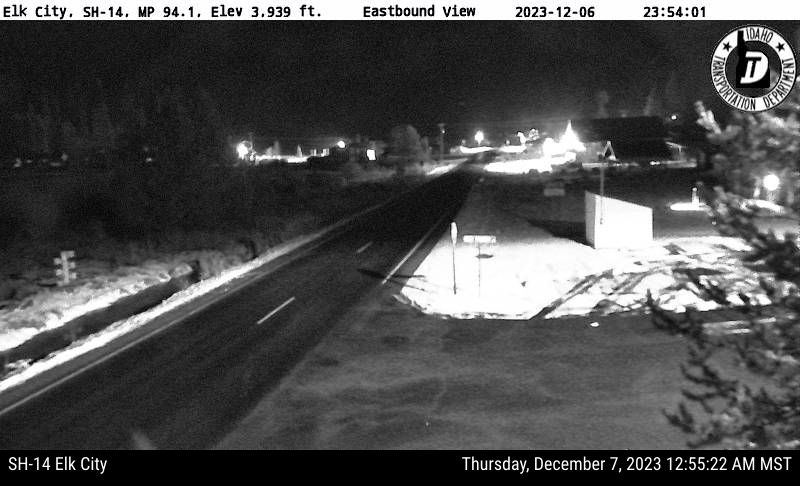 Elk City, SH-14, MP 94.1, Elev 3,939 ft. Eastbound View 2023-12-06 23:54:01
IDAHO
TRANSPORTATION DEPARTMENT
SH-14 Elk City Thursday, December 7, 2023 12:55:22 AM MST